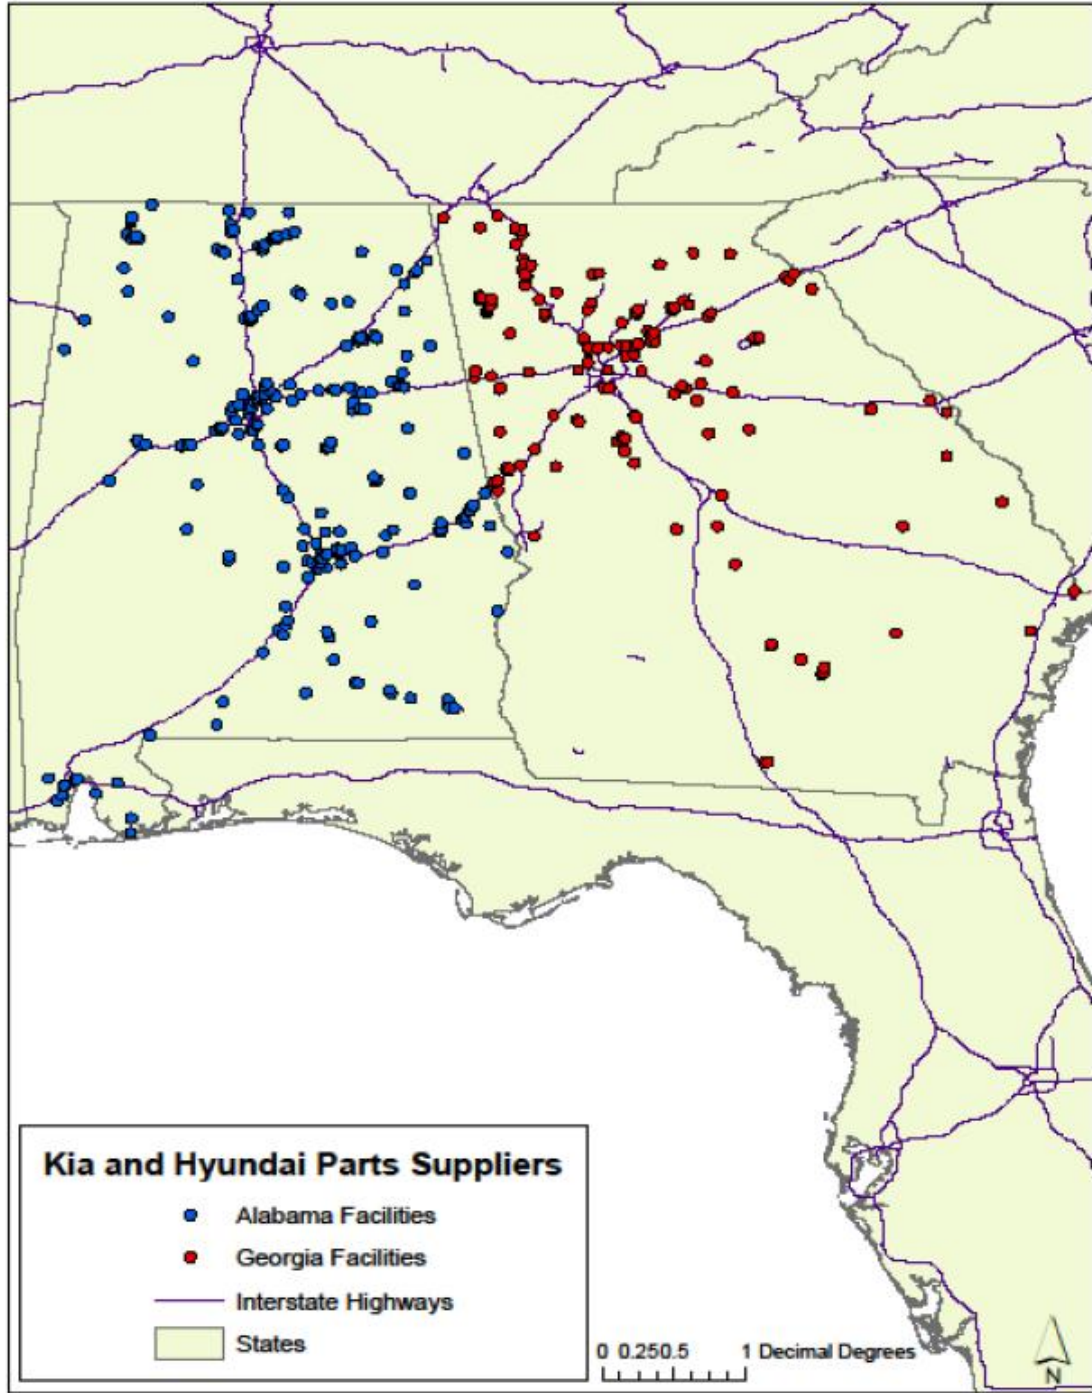 Kia and Hyundai Parts Suppliers
Alabama Facilities
Georgia Facilities
Interstate Highways
States
0 0.250.5 1 Decimal Degrees
N